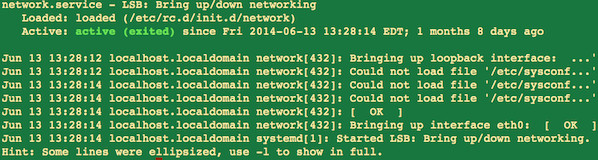 network.service - LSB: Bring up/down networking
Loaded: loaded (/etc/rc.d/init.d/network)
Active: active (exited) since Fri 2014-06-13 13:28:14 EDT; 1 months 8 days ago
Jun 13 13:28:12 localhost.localdomain network[432]: Bringing up loopback interface:  ...'
Jun 13 13:28:12 localhost.localdomain network[432]: Could not load file '/etc/sysconf...'
Jun 13 13:28:14 localhost.localdomain network[432]: Could not load file '/etc/sysconf...'
Jun 13 13:28:14 localhost.localdomain network[432]: Could not load file '/etc/sysconf...'
Jun 13 13:28:14 localhost.localdomain network[432]: [  OK  ]
Jun 13 13:28:14 localhost.localdomain network[432]: Bringing up interface eth0:  [  OK  ]
Jun 13 13:28:14 localhost.localdomain systemd[1]: Started LSB: Bring up/down networking.
Hint: Some lines were ellipsized, use -l to show in full.